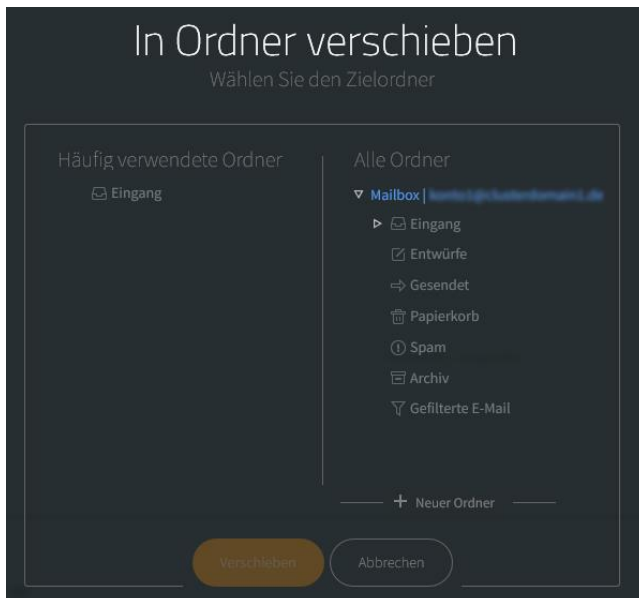 In Ordner verschieben
Wählen Sie den Zielordner
Häufig verwendete Ordner
Eingang
Alle Ordner
Mailbox |
Eingang
Entwürfe
Gesendet
Papierkorb
Spam
Archiv
Gefilterte E-Mail
+ Neuer Ordner
Verschieben
Abbrechen